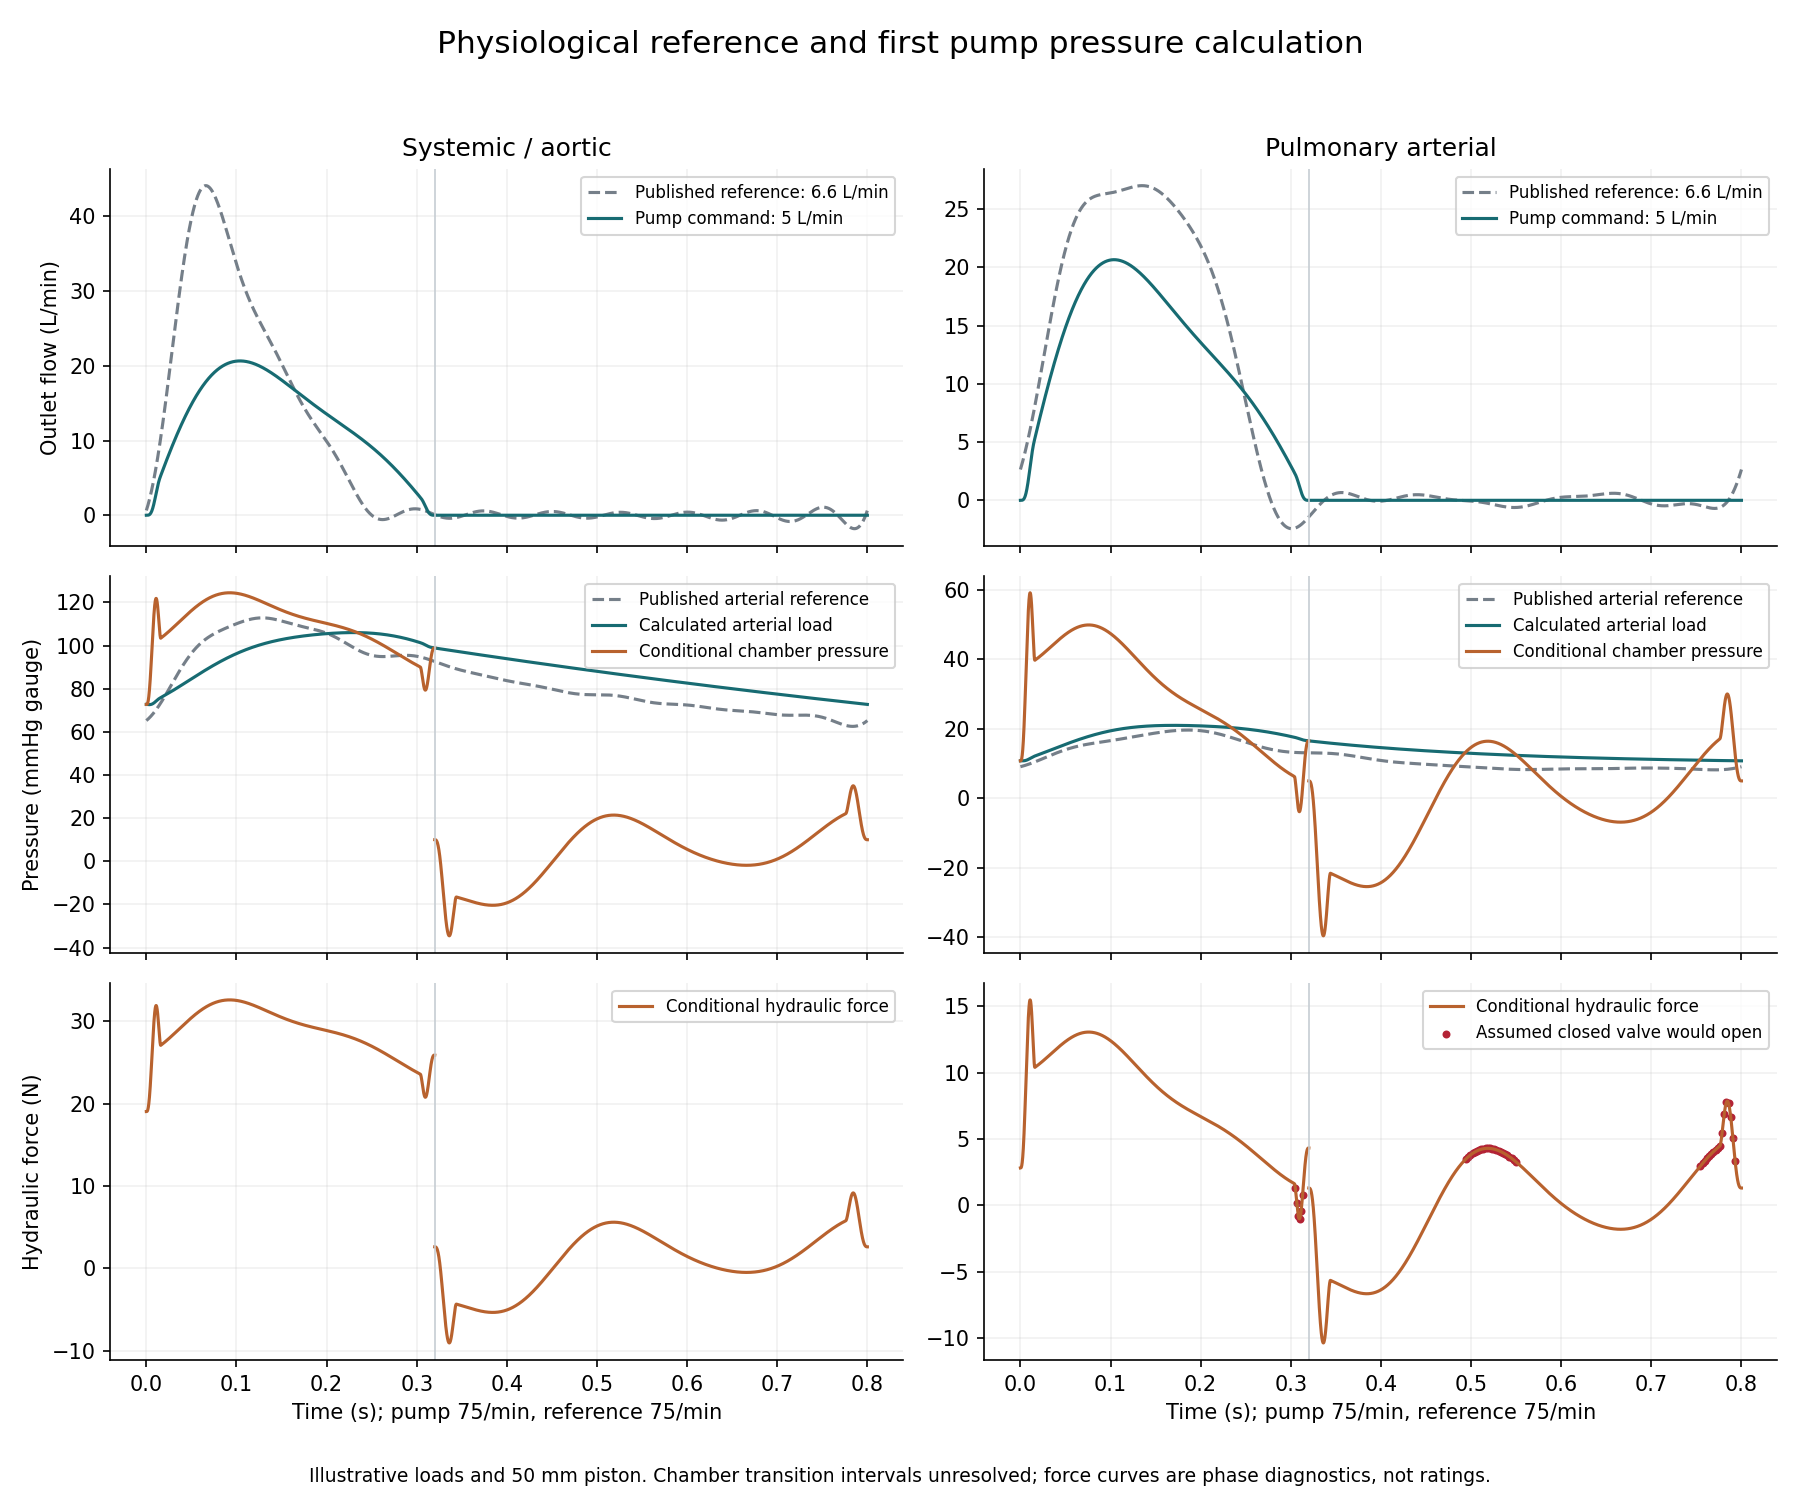 Physiological reference and first pump pressure calculation
Systemic / aortic
Outlet flow (L/min)
40
30
20
10
0
Published reference: 6.6 L/min
Pump command: 5 L/min
Pulmonary arterial
25
20
15
10
5
0
Published reference: 6.6 L/min
Pump command: 5 L/min
Pressure (mmHg gauge)
120
100
80
60
40
20
0
−20
−40
Published arterial reference
Calculated arterial load
Conditional chamber pressure
60
40
20
0
−20
−40
Published arterial reference
Calculated arterial load
Conditional chamber pressure
Hydraulic force (N)
30
20
10
0
−10
Conditional hydraulic force
0.0 0.1 0.2 0.3 0.4 0.5 0.6 0.7 0.8
Time (s); pump 75/min, reference 75/min
15
10
5
0
−5
−10
Conditional hydraulic force
Assumed closed valve would open
0.0 0.1 0.2 0.3 0.4 0.5 0.6 0.7 0.8
Time (s); pump 75/min, reference 75/min
Illustrative loads and 50 mm piston. Chamber transition intervals unresolved; force curves are phase diagnostics, not ratings.